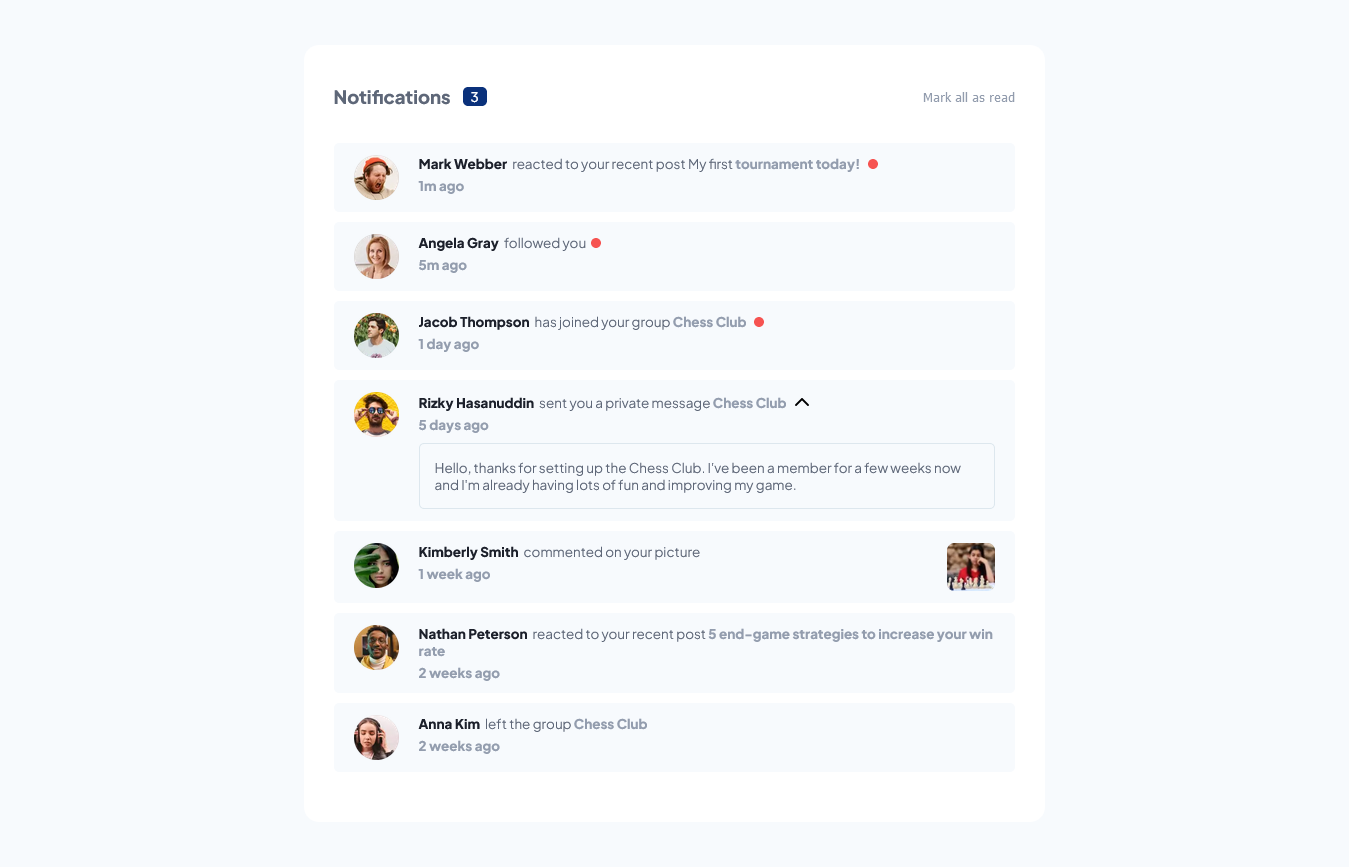 Notifications 3
Mark all as read
Mark Webber reacted to your recent post My first tournament today!
1m ago
Angela Gray followed you
5m ago
Jacob Thompson has joined your group Chess Club
1 day ago
Rizky Hasanuddin sent you a private message Chess Club
5 days ago
Hello, thanks for setting up the Chess Club. I've been a member for a few weeks now
and I'm already having lots of fun and improving my game.
Kimberly Smith commented on your picture
1 week ago
Nathan Peterson reacted to your recent post 5 end-game strategies to increase your win
rate
2 weeks ago
Anna Kim left the group Chess Club
2 weeks ago